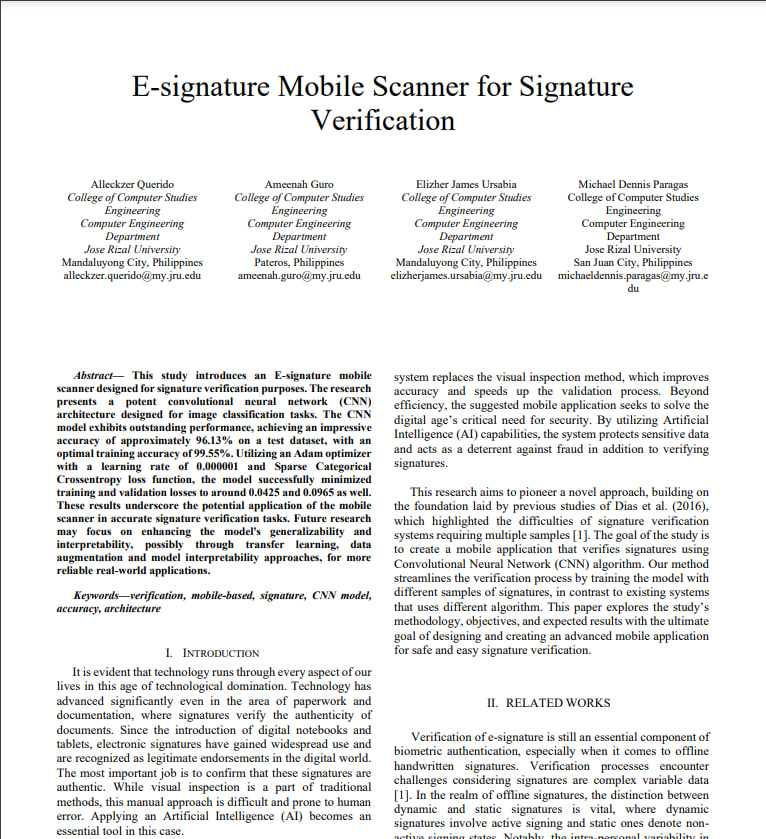 E-signature Mobile Scanner for Signature
Verification
Alleckzer Querido
College of Computer Studies
Engineering
Computer Engineering
Department
Jose Rizal University
Mandaluyong City, Philippines
alleckzer.querido@my.jru.edu
Ameenah Guro
College of Computer Studies
Engineering
Computer Engineering
Department
Jose Rizal University
Pateros, Philippines
ameenah.guro@my.jru.edu
Elizher James Ursabia
College of Computer Studies
Engineering
Computer Engineering
Department
Jose Rizal University
Mandaluyong City, Philippines
elizherjames.ursabia@my.jru.edu
Michael Dennis Paragas
College of Computer Studies
Engineering
Computer Engineering
Department
Jose Rizal University
San Juan City, Philippines
michaeldennis.paragas@my.jru.e
du
Abstract— This study introduces an E-signature mobile
scanner designed for signature verification purposes. The research
presents a potent convolutional neural network (CNN)
architecture designed for image classification tasks. The CNN
model exhibits outstanding performance, achieving an impressive
accuracy of approximately 96.13% on a test dataset, with an
optimal training accuracy of 99.55%. Utilizing an Adam optimizer
with a learning rate of 0.000001 and Sparse Categorical
Crossentropy loss function, the model successfully minimized
training and validation losses to around 0.0425 and 0.0965 as well.
These results underscore the potential application of the mobile
scanner in accurate signature verification tasks. Future research
may focus on enhancing the model's generalizability and
interpretability, possibly through transfer learning, data
augmentation and model interpretability approaches, for more
reliable real-world applications.
Keywords—verification, mobile-based, signature, CNN model,
accuracy, architecture
I. INTRODUCTION
It is evident that technology runs through every aspect of our
lives in this age of technological domination. Technology has
advanced significantly even in the area of paperwork and
documentation, where signatures verify the authenticity of
documents. Since the introduction of digital notebooks and
tablets, electronic signatures have gained widespread use and
are recognized as legitimate endorsements in the digital world.
The most important job is to confirm that these signatures are
authentic. While visual inspection is a part of traditional
methods, this manual approach is difficult and prone to human
error. Applying an Artificial Intelligence (AI) becomes an
essential tool in this case.
system replaces the visual inspection method, which improves
accuracy and speeds up the validation process. Beyond
efficiency, the suggested mobile application seeks to solve the
digital age's critical need for security. By utilizing Artificial
Intelligence (AI) capabilities, the system protects sensitive data
and acts as a deterrent against fraud in addition to verifying
signatures.
This research aims to pioneer a novel approach, building on
the foundation laid by previous studies of Dias et al. (2016),
which highlighted the difficulties of signature verification
systems requiring multiple samples [1]. The goal of the study is
to create a mobile application that verifies signatures using
Convolutional Neural Network (CNN) algorithm. Our method
streamlines the verification process by training the model with
different samples of signatures, in contrast to existing systems
that uses different algorithm. This paper explores the study's
methodology, objectives, and expected results with the ultimate
goal of designing and creating an advanced mobile application
for safe and easy signature verification.
II. RELATED WORKS
Verification of e-signature is still an essential component of
biometric authentication, especially when it comes to offline
handwritten signatures. Verification processes encounter
challenges considering signatures are complex variable data
[1]. In the realm of offline signatures, the distinction between
dynamic and static signatures is vital, where dynamic
signatures involve active signing and static ones denote non-
active signing states. Notably, the intra-personal variability in